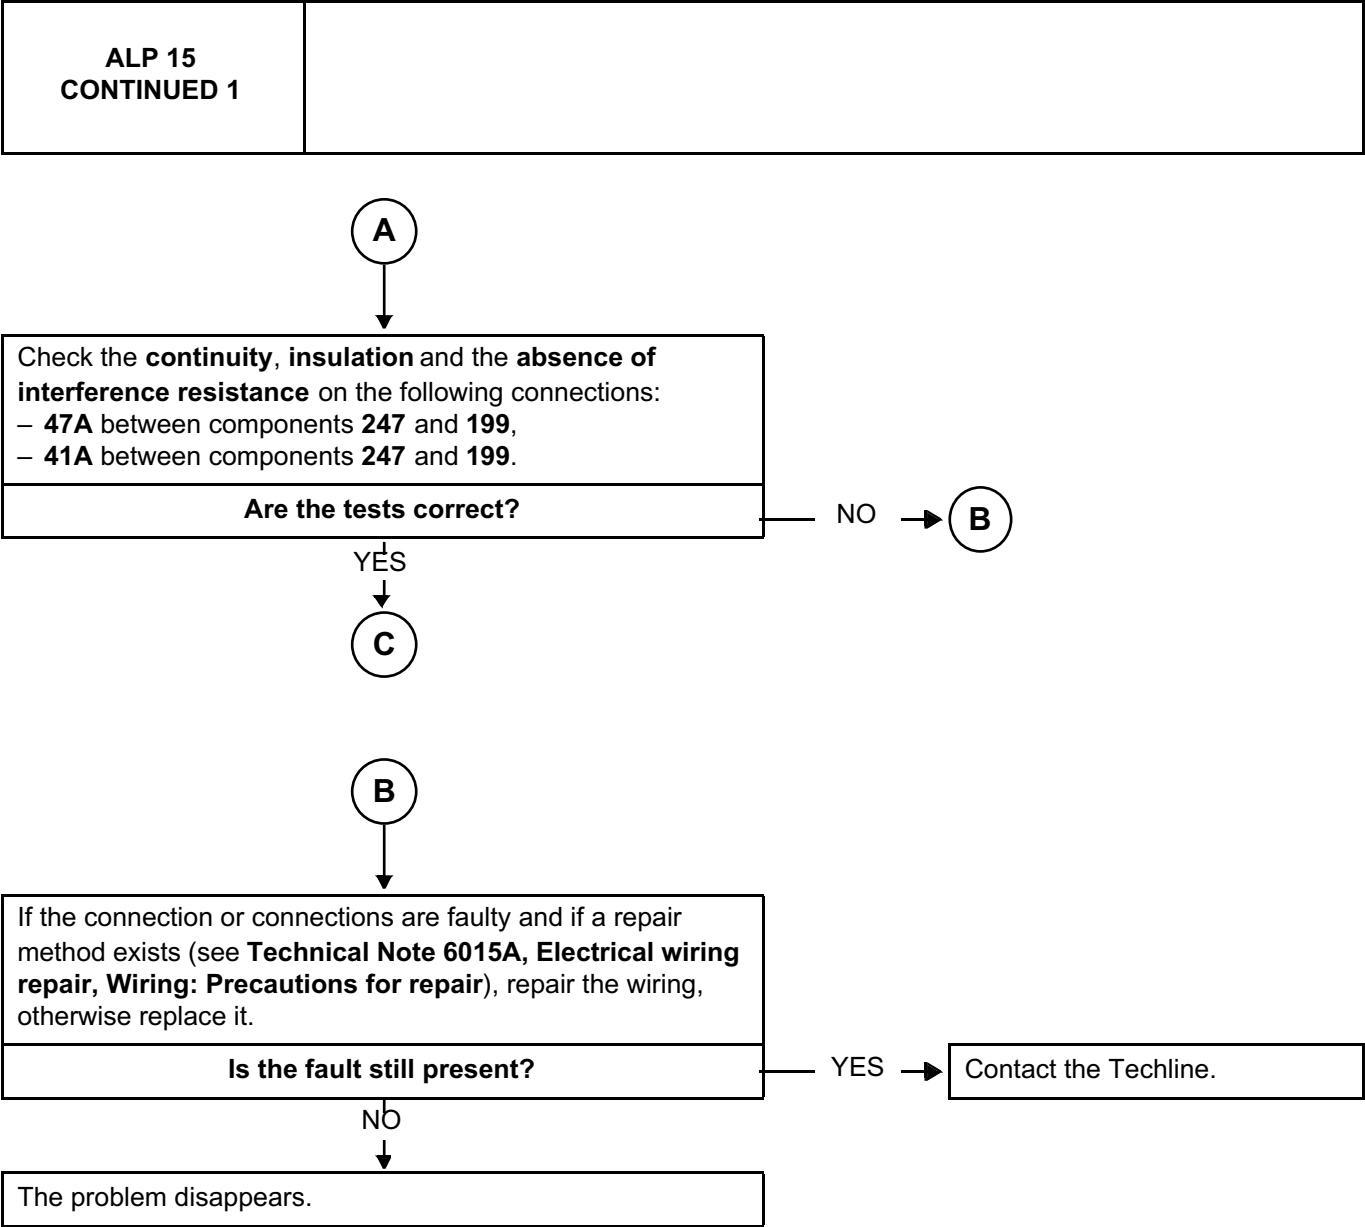 ALP 15
CONTINUED 1
A
Check the continuity, insulation and the absence of
interference resistance on the following connections:
– 47A between components 247 and 199,
– 41A between components 247 and 199.
Are the tests correct?
NO
B
YES
C
B
If the connection or connections are faulty and if a repair
method exists (see Technical Note 6015A, Electrical wiring
repair, Wiring: Precautions for repair), repair the wiring,
otherwise replace it.
Is the fault still present?
YES
Contact the Techline.
NO
The problem disappears.